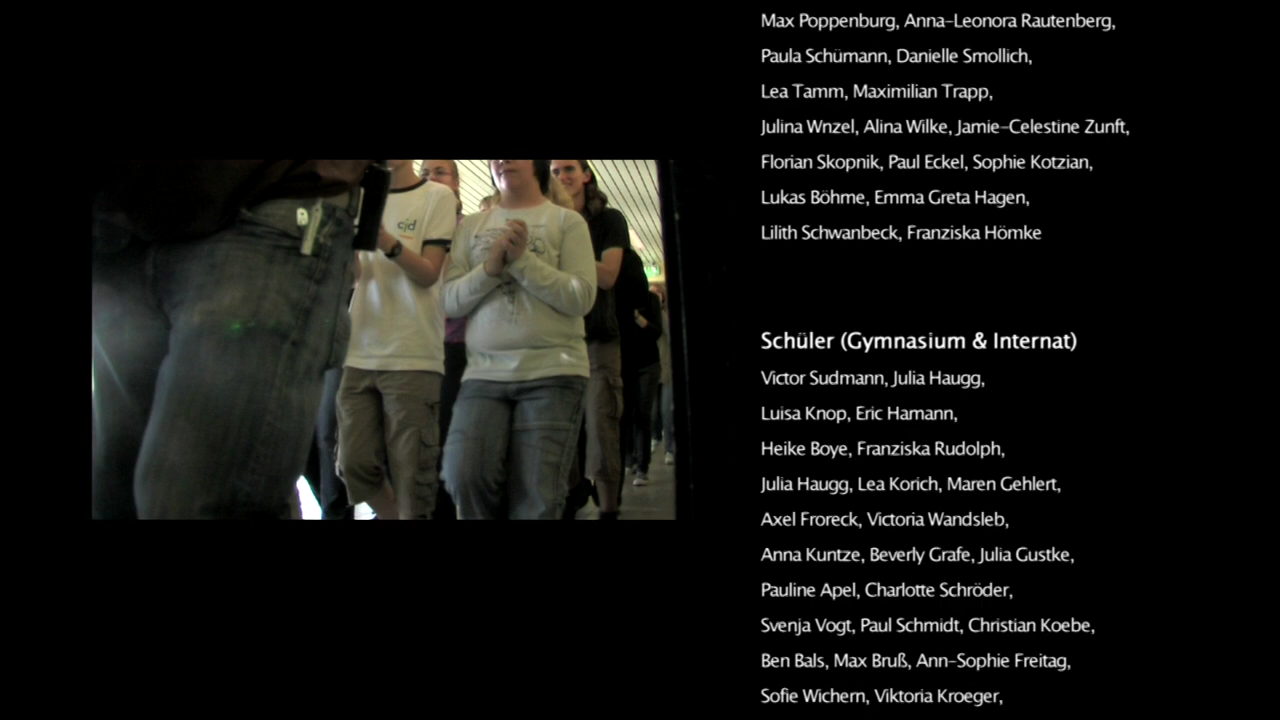 Max Poppenburg, Anna-Leonora Rautenberg,
Paula Schümann, Danielle Smollich,
Lea Tamm, Maximilian Trapp,
Julina Wnzel, Alina Wilke, Jamie-Celestine Zunft,
Florian Skopnik, Paul Eckel, Sophie Kotzian,
Lukas Böhme, Emma Greta Hagen,
Lilith Schwanbeck, Franziska Hömke
cjd
Schüler (Gymnasium & Internat)
Victor Sudmann, Julia Haugg,
Luisa Knop, Eric Hamann,
Heike Boye, Franziska Rudolph,
Julia Haugg, Lea Korich, Maren Gehlert,
Axel Froreck, Victoria Wandsleb,
Anna Kuntze, Beverly Grafe, Julia Gustke,
Pauline Apel, Charlotte Schröder,
Svenja Vogt, Paul Schmidt, Christian Koebe,
Ben Bals, Max Bruß, Ann-Sophie Freitag,
Sofie Wichern, Viktoria Kroeger,